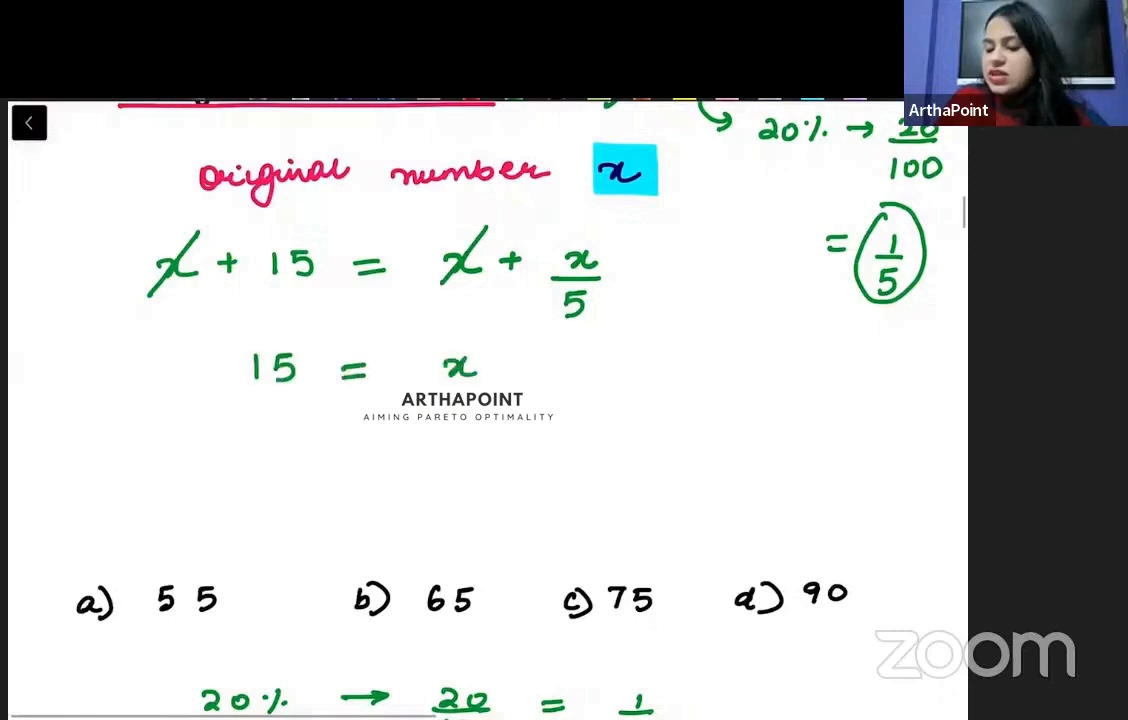 ArthaPoint
20% → 20/100
original number x
= 1/5
x + 15 = x + x/5
15 = x
ARTHAPOINT
AIMING PARETO OPTIMALITY
a) 55 b) 65 c) 75 d) 90
zoom
20% → 20 = 1